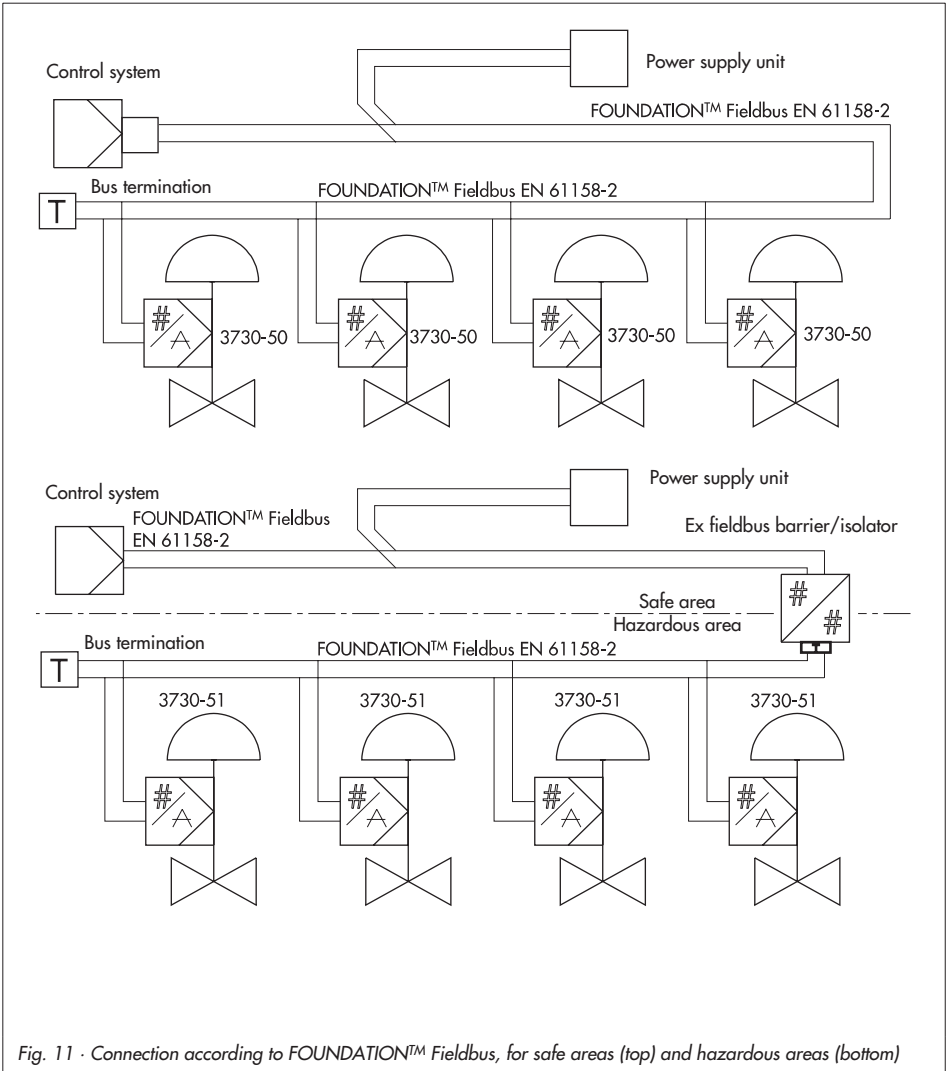 Control system
Power supply unit
FOUNDATION™ Fieldbus EN 61158-2
Bus termination
FOUNDATION™ Fieldbus EN 61158-2
T
# A 3730-50
# A 3730-50
# A 3730-50
# A 3730-50
Control system
Power supply unit
FOUNDATION™ Fieldbus
EN 61158-2
Ex fieldbus barrier/isolator
# #
Safe area
Hazardous area
T
Bus termination
FOUNDATION™ Fieldbus EN 61158-2
T
3730-51 3730-51 3730-51 3730-51
# A # A # A # A
Fig. 11 · Connection according to FOUNDATION™ Fieldbus, for safe areas (top) and hazardous areas (bottom)